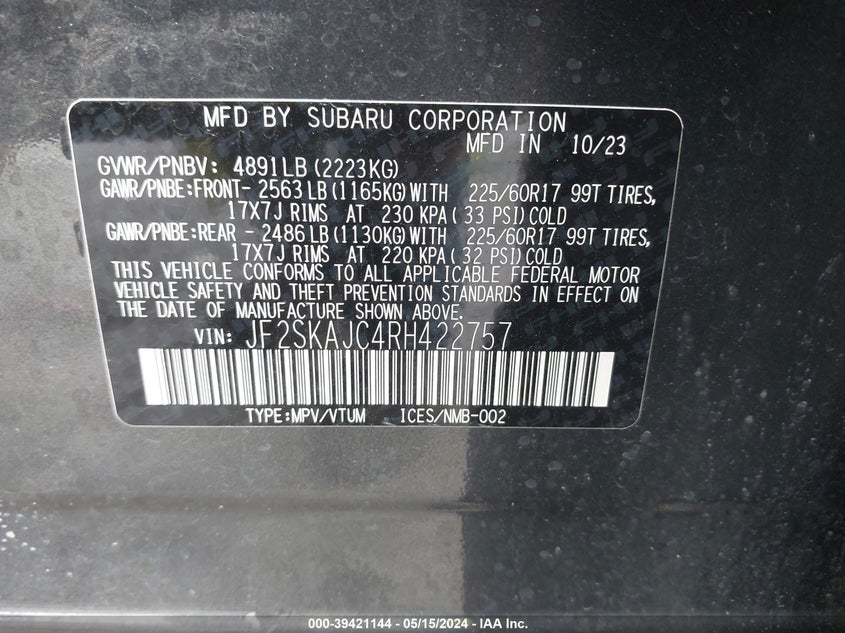 MFD BY SUBARU CORPORATION
MFD IN 10/23
GVWR/PNBV: 4891LB(2223KG)
GAWR/PNBE:FRONT-2563LB(1165KG)WITH 225/60R17 99T TIRES,
17X7J RIMS AT 230 KPA(33 PSI)COLD
GAWR/PNBE:REAR -2486LB(1130KG)WITH 225/60R17 99T TIRES,
17X7J RIMS AT 220 KPA(32 PSI)COLD
THIS VEHICLE CONFORMS TO ALL APPLICABLE FEDERAL MOTOR
VEHICLE SAFETY AND THEFT PREVENTION STANDARDS IN EFFECT ON
THE DATE OF MANUFACTURE SHOWN ABOVE.
VIN: JF2SKAJC4RH422757
TYPE:MPV/VTUM ICES/NMB-002
000-39421144 - 05/15/2024 - IAA Inc.